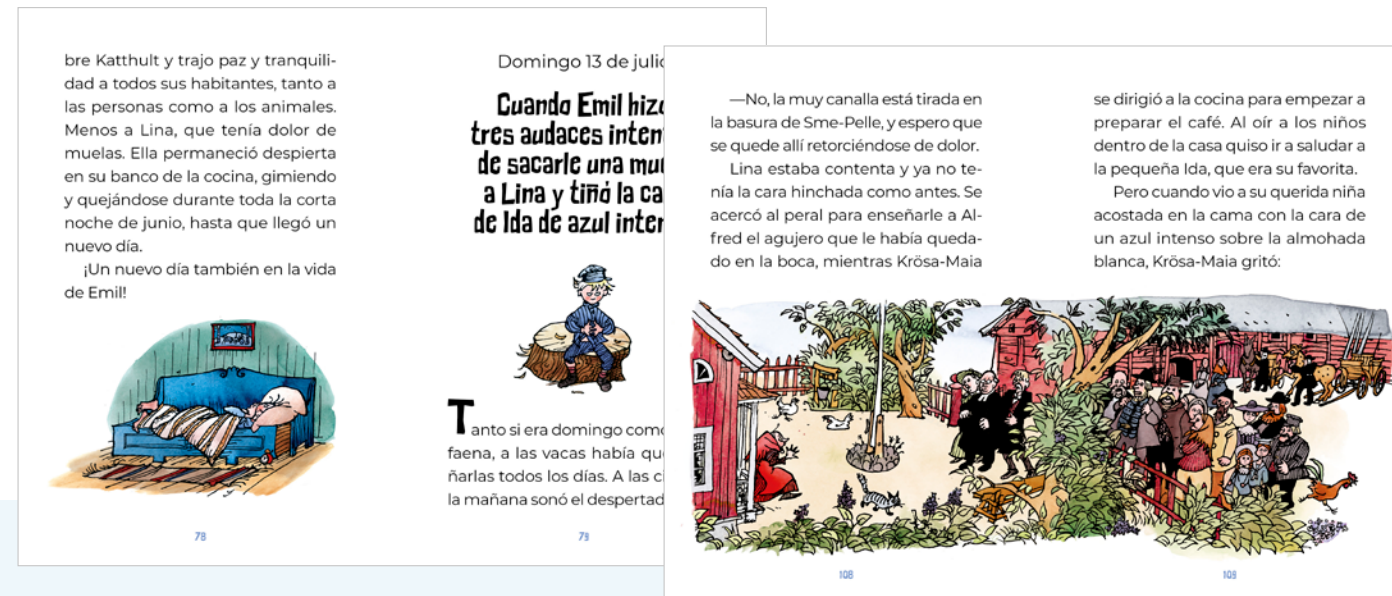 bre Katthult y trajo paz y tranquili-
dad a todos sus habitantes, tanto a
las personas como a los animales.
Menos a Lina, que tenía dolor de
muelas. Ella permaneció despierta
en su banco de la cocina, gimiendo
y quejándose durante toda la corta
noche de junio, hasta que llegó un
nuevo día.
¡Un nuevo día también en la vida
de Emil!
78
Domingo 13 de julio
Cuando Emil hizo
tres audaces inten
de sacarle una mue
a Lina y tiñó la ca
de Ida de azul inten
Tanto si era domingo como
faena, a las vacas había qu
ñarlas todos los días. A las ci
la mañana sonó el despertad
79
—No, la muy canalla está tirada en
la basura de Sme-Pelle, y espero que
se quede allí retorciéndose de dolor.
Lina estaba contenta y ya no te-
nía la cara hinchada como antes. Se
acercó al peral para enseñarle a Al-
fred el agujero que le había queda-
do en la boca, mientras Krösa-Maia
108
se dirigió a la cocina para empezar a
preparar el café. Al oír a los niños
dentro de la casa quiso ir a saludar a
la pequeña Ida, que era su favorita.
Pero cuando vio a su querida niña
acostada en la cama con la cara de
un azul intenso sobre la almohada
blanca, Krösa-Maia gritó:
109